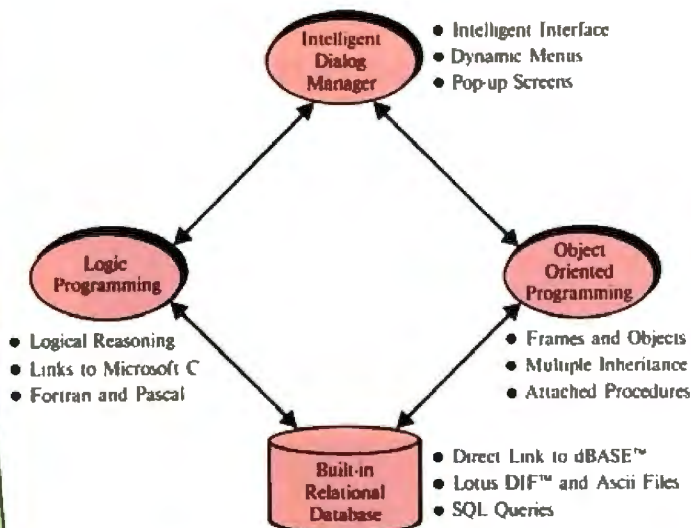 Intelligent
Dialog
Manager
● Intelligent Interface
● Dynamic Menus
● Pop-up Screens
Logic
Programming
● Logical Reasoning
● Links to Microsoft C
● Fortran and Pascal
Object
Oriented
Programming
● Frames and Objects
● Multiple Inheritance
● Attached Procedures
Built-in
Relational
Database
● Direct Link to dBASE™
● Lotus DIF™ and Ascii Files
● SQL Queries